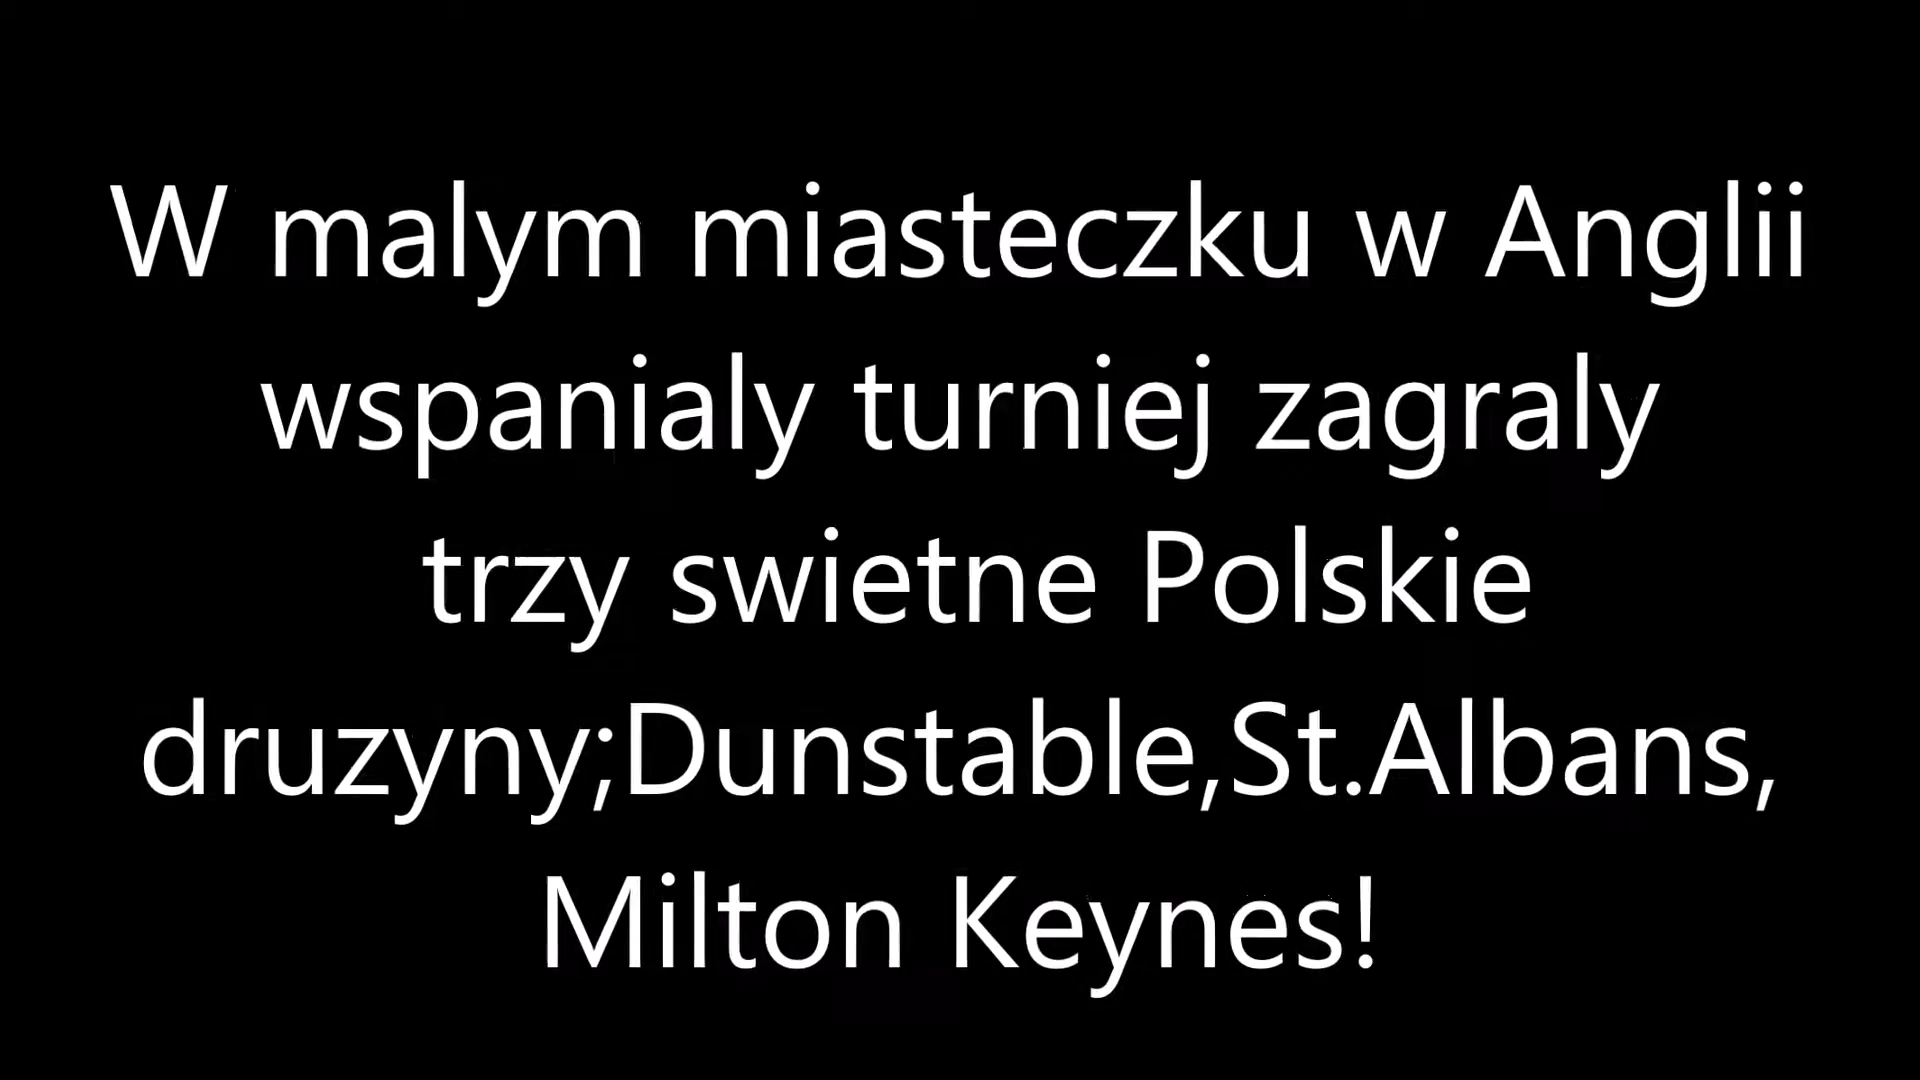 W malym miasteczku w Anglii
wspanialy turniej zagraly
trzy swietne Polskie
druzyny;Dunstable,St.Albans,
Milton Keynes!